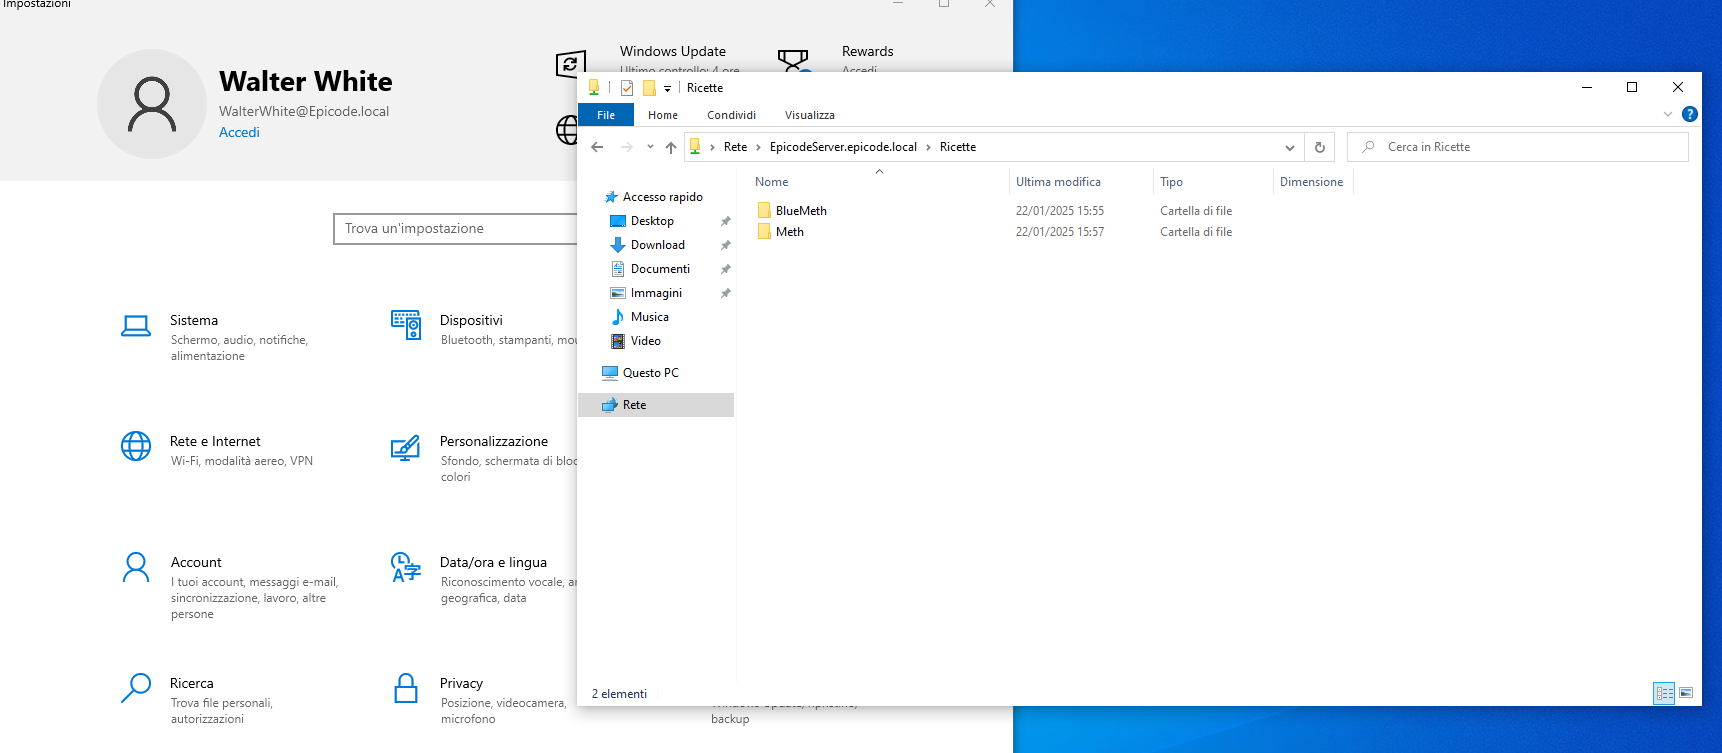 Impostazioni
Walter White
WalterWhite@Epicode.local
Accedi
Windows Update
Ultimo controllo: 4 ore
Rewards
Accedi
Trova un'impostazione
Sistema
Schermo, audio, notifiche,
alimentazione
Dispositivi
Bluetooth, stampanti, mou
Rete e Internet
Wi-Fi, modalità aereo, VPN
Personalizzazione
Sfondo, schermata di bloc
colori
Account
I tuoi account, messaggi e-mail,
sincronizzazione, lavoro, altre
persone
Data/ora e lingua
Riconoscimento vocale, ar
geografica, data
Ricerca
Trova file personali,
autorizzazioni
Privacy
Posizione, videocamera,
microfono
Windows Update, ripristino,
backup
Ricette
File Home Condividi Visualizza
?
Rete > EpicodeServer.epicode.local > Ricette
Cerca in Ricette
Accesso rapido
Desktop
Download
Documenti
Immagini
Musica
Video
Questo PC
Rete
Nome Ultima modifica Tipo Dimensione
BlueMeth 22/01/2025 15:55 Cartella di file
Meth 22/01/2025 15:57 Cartella di file
2 elementi